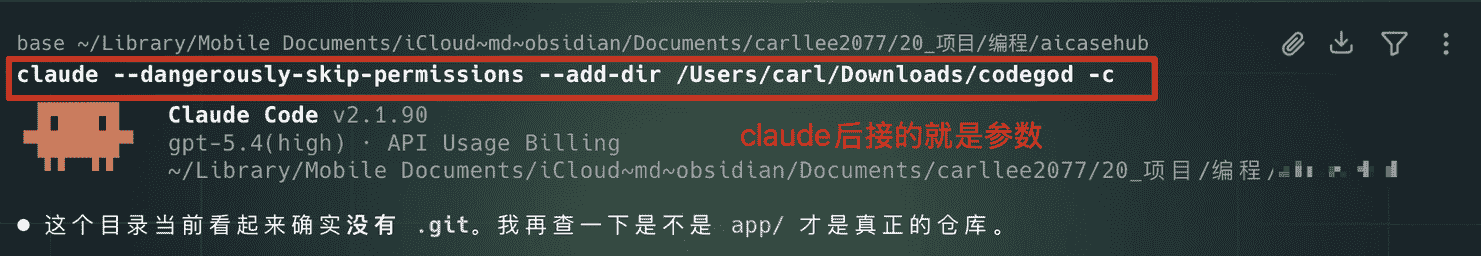 base ~/Library/Mobile Documents/iCloud~md~obsidian/Documents/carllee2077/20_项目/编程/aicasehub
claude --dangerously-skip-permissions --add-dir /Users/carl/Downloads/codegod -c
Claude Code v2.1.90
gpt-5.4(high) · API Usage Billing
claude后接的就是参数
~/Library/Mobile Documents/iCloud~md~obsidian/Documents/carllee2077/20_项目/编程/
● 这个目录当前看起来确实没有 .git。我再查一下是不是 app/ 才是真正的仓库。